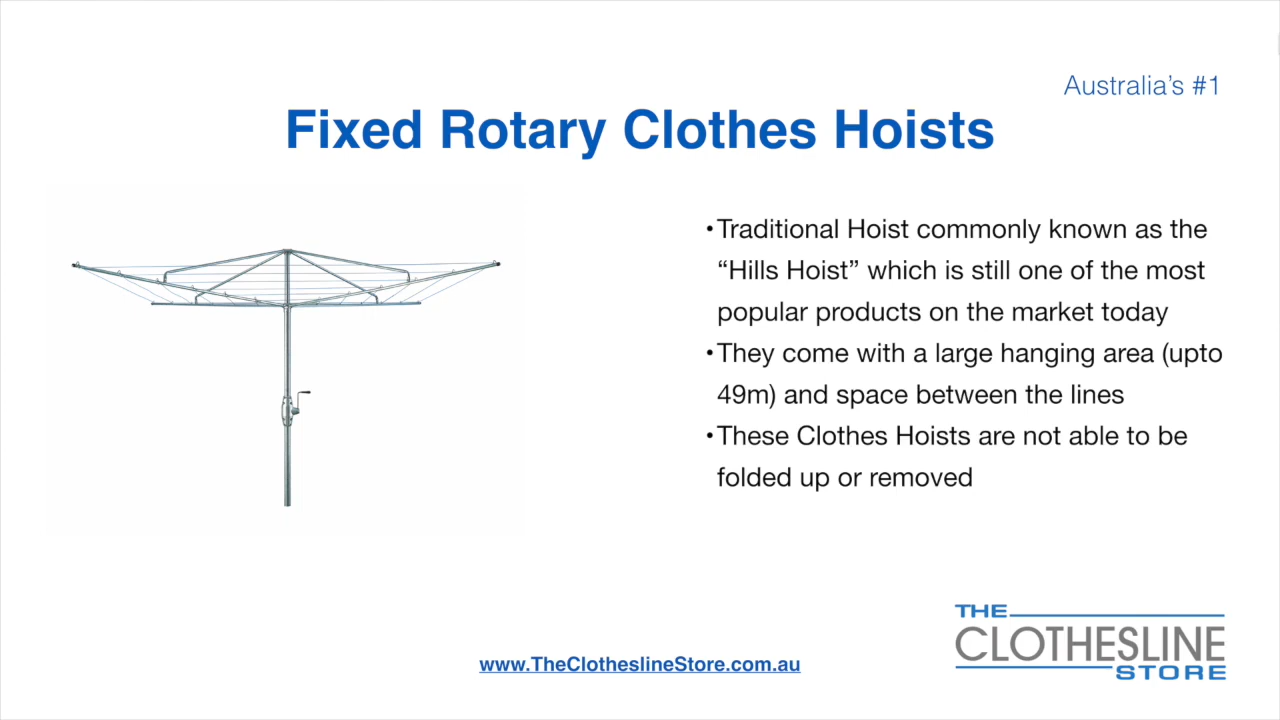 Australia's #1
Fixed Rotary Clothes Hoists
•Traditional Hoist commonly known as the
“Hills Hoist” which is still one of the most
popular products on the market today
•They come with a large hanging area (upto
49m) and space between the lines
•These Clothes Hoists are not able to be
folded up or removed
THE
CLOTHESLINE
STORE
www.TheClotheslineStore.com.au